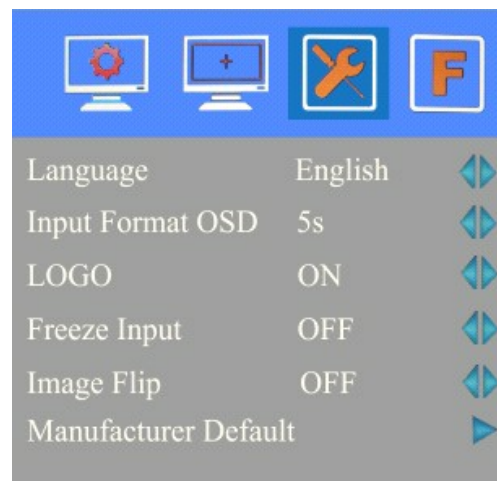 F
Language English
Input Format OSD 5s
LOGO ON
Freeze Input OFF
Image Flip OFF
Manufacturer Default